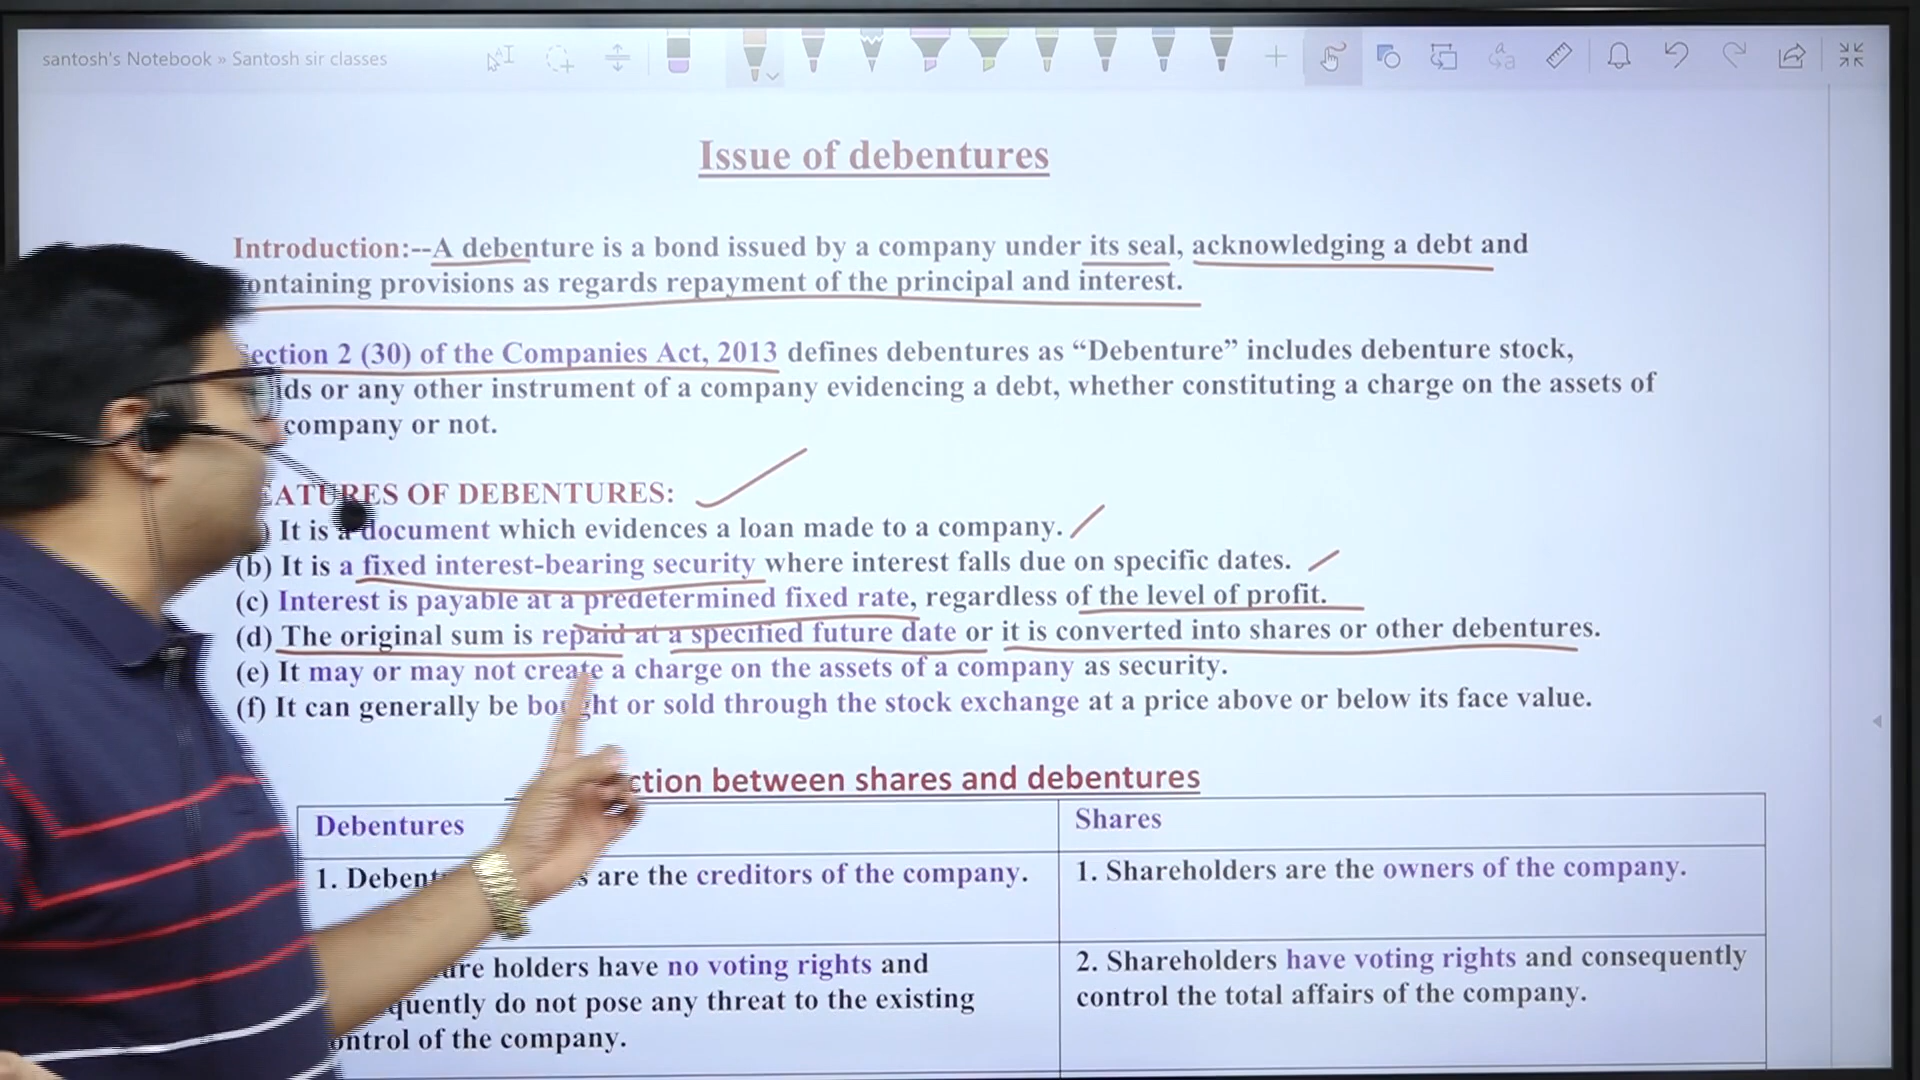 santosh's Notebook » Santosh sir classes
Issue of debentures
Introduction:--A debenture is a bond issued by a company under its seal, acknowledging a debt and
ontaining provisions as regards repayment of the principal and interest.
ection 2 (30) of the Companies Act, 2013 defines debentures as “Debenture” includes debenture stock,
ds or any other instrument of a company evidencing a debt, whether constituting a charge on the assets of
company or not.
EATURES OF DEBENTURES:
) It is a document which evidences a loan made to a company.
(b) It is a fixed interest-bearing security where interest falls due on specific dates.
(c) Interest is payable at a predetermined fixed rate, regardless of the level of profit.
(d) The original sum is repaid at a specified future date or it is converted into shares or other debentures.
(e) It may or may not create a charge on the assets of a company as security.
(f) It can generally be bought or sold through the stock exchange at a price above or below its face value.
ction between shares and debentures
Debentures
Shares
1. Debent s are the creditors of the company.
1. Shareholders are the owners of the company.
ure holders have no voting rights and
quently do not pose any threat to the existing
ontrol of the company.
2. Shareholders have voting rights and consequently
control the total affairs of the company.